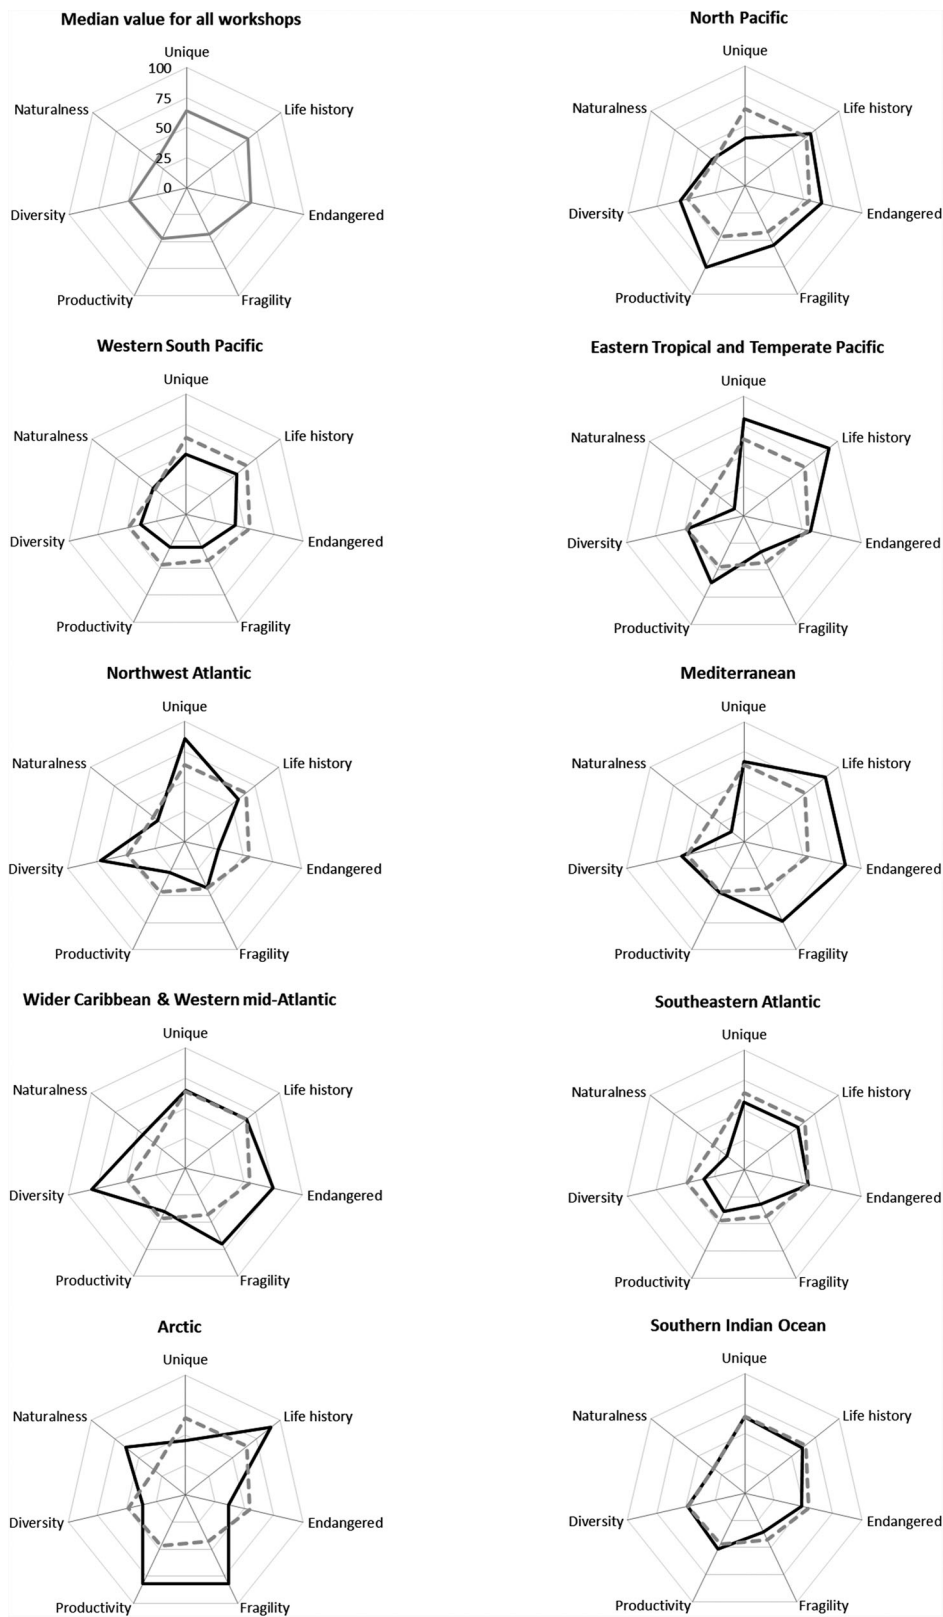 Median value for all workshops
Unique
100
75
50
25
0
Naturalness
Life history
Diversity
Endangered
Productivity
Fragility
North Pacific
Unique
Naturalness
Life history
Diversity
Endangered
Productivity
Fragility
Western South Pacific
Unique
Naturalness
Life history
Diversity
Endangered
Productivity
Fragility
Eastern Tropical and Temperate Pacific
Unique
Naturalness
Life history
Diversity
Endangered
Productivity
Fragility
Northwest Atlantic
Unique
Naturalness
Life history
Diversity
Endangered
Productivity
Fragility
Mediterranean
Unique
Naturalness
Life history
Diversity
Endangered
Productivity
Fragility
Wider Caribbean & Western mid-Atlantic
Unique
Naturalness
Life history
Diversity
Endangered
Productivity
Fragility
Southeastern Atlantic
Unique
Naturalness
Life history
Diversity
Endangered
Productivity
Fragility
Arctic
Unique
Naturalness
Life history
Diversity
Endangered
Productivity
Fragility
Southern Indian Ocean
Unique
Naturalness
Life history
Diversity
Endangered
Productivity
Fragility